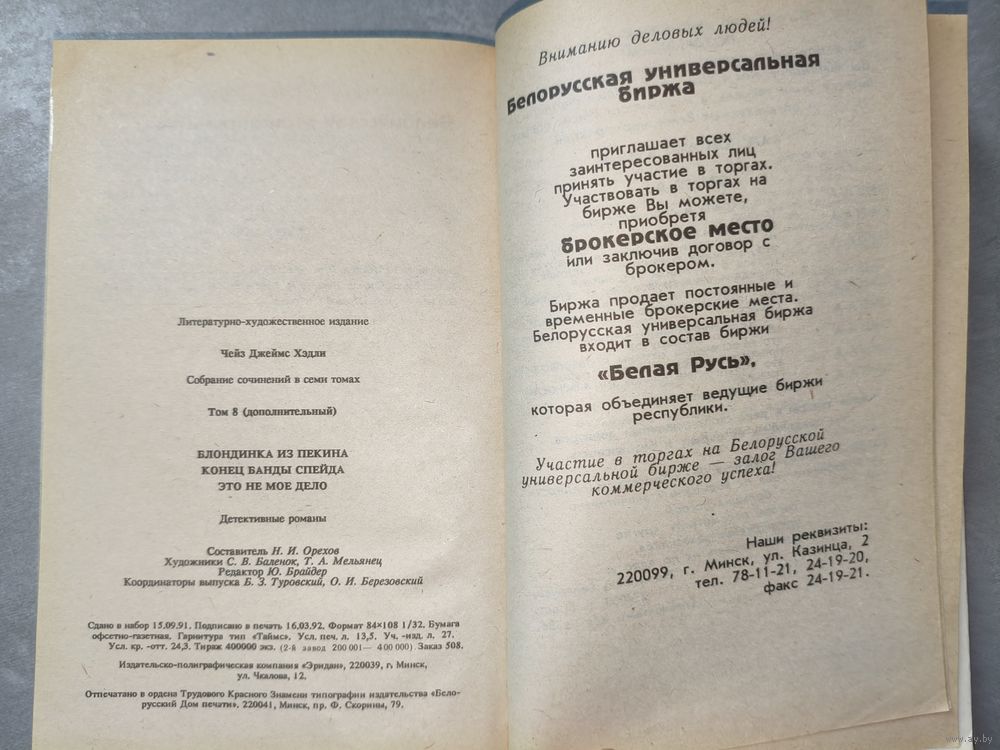 Литературно-художественное издание
Чейз Джеймс Хэдли
Собрание сочинений в семи томах
Том 8 (дополнительный)
БЛОНДИНКА ИЗ ПЕКИНА
КОНЕЦ БАНДЫ СПЕЙДА
ЭТО НЕ МОЕ ДЕЛО
Детективные романы
Составитель Н. И. Орехов
Художники С. В. Баленок, Т. А. Мельянец
Редактор Ю. Брайдер
Координаторы выпуска Б. З. Туровский, О. И. Березовский
Сдано в набор 15.09.91. Подписано в печать 16.03.92. Формат 84×108 1/32. Бумага
офсетно-газетная. Гарнитура тип «Таймс». Усл. печ. л. 13,5. Уч. -изд. л. 27.
Усл. кр. -отт. 24,3. Тираж 400000 экз. (2-й завод 200 001— 400 000) Заказ 508.
Издательско-полиграфическая компания «Эридан», 220039, г. Минск,
ул. Чкалова, 12.
Отпечатано в ордена Трудового Красного Знамени типографии издательства «Бело-
русский Дом печати». 220041, Минск, пр. Ф. Скорины, 79.
Вниманию деловых людей!
Белорусская универсальная
биржа
приглашает всех
заинтересованных лиц
принять участие в торгах.
Участвовать в торгах на
бирже Вы можете,
приобретя
брокерское место
или заключив договор с
брокером.
Биржа продает постоянные и
временные брокерские места.
Белорусская универсальная биржа
входит в состав биржи
«Белая Русь»,
которая объединяет ведущие биржи
республики.
Участие в торгах на Белорусской
универсальной бирже — залог Вашего
коммерческого успеха!
Наши реквизиты:
220099, г. Минск, ул. Казинца, 2
тел. 78-11-21, 24-19-20,
факс 24-19-21.
www.ay.by